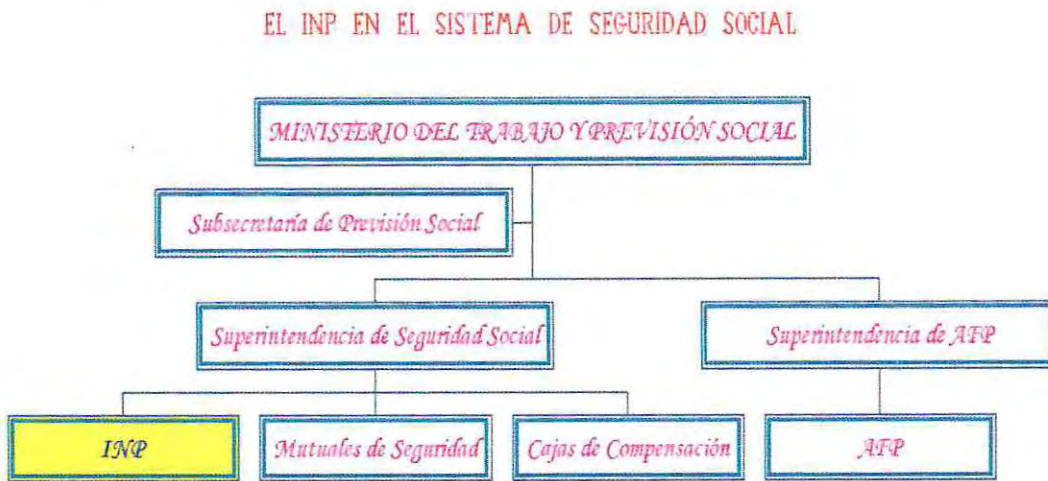 EL INP EN EL SISTEMA DE SEGURIDAD SOCIAL
MINISTERIO DEL TRABAJO Y PREVISIÓN SOCIAL
Subsecretaría de Previsión Social
Superintendencia de Seguridad Social
Superintendencia de AFP
INP
Mutuales de Seguridad
Cajas de Compensación
AFP